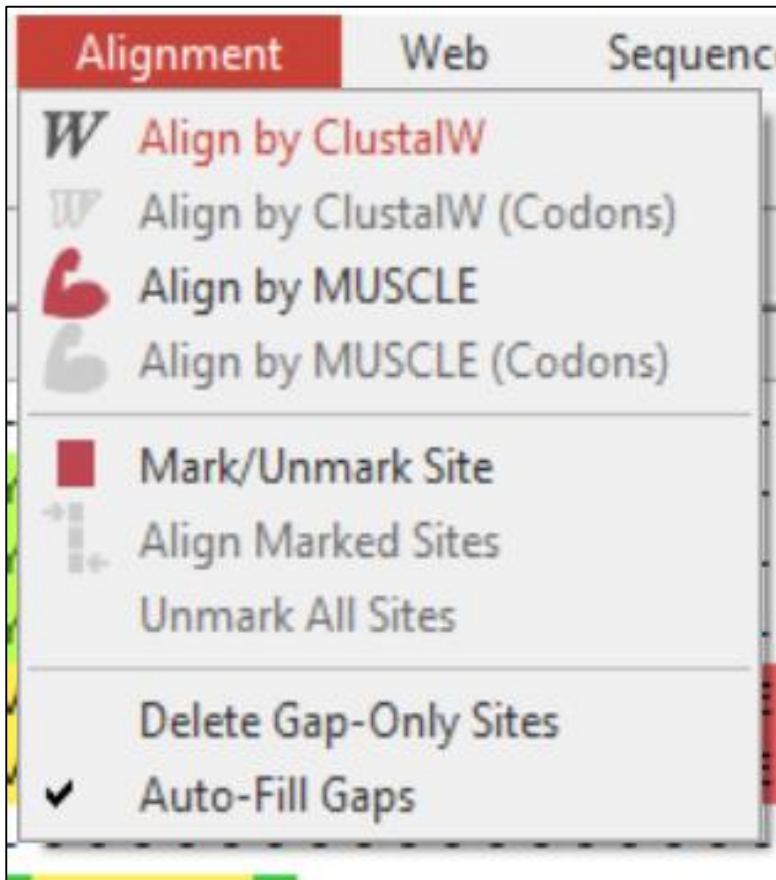 Alignment Web Sequenc
Align by ClustalW
Align by ClustalW (Codons)
Align by MUSCLE
Align by MUSCLE (Codons)
Mark/Unmark Site
Align Marked Sites
Unmark All Sites
Delete Gap-Only Sites
Auto-Fill Gaps